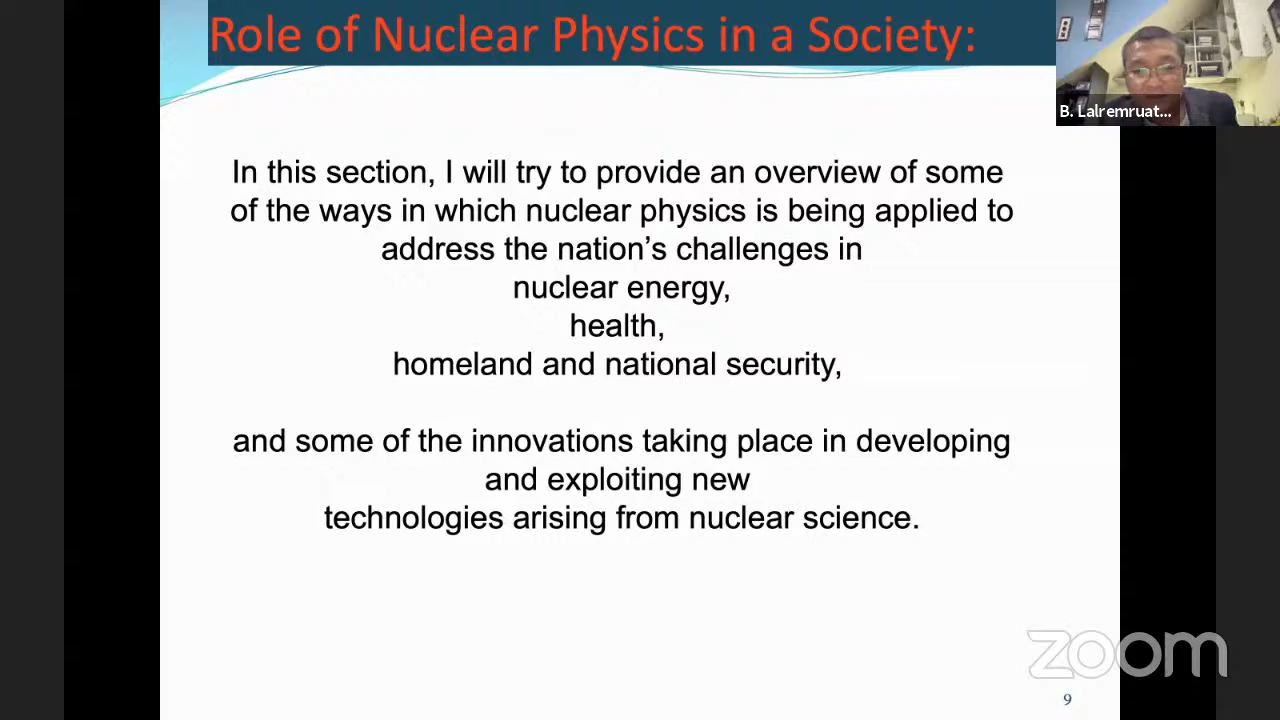 Role of Nuclear Physics in a Society:
B. Lalremruat...
In this section, I will try to provide an overview of some
of the ways in which nuclear physics is being applied to
address the nation’s challenges in
nuclear energy,
health,
homeland and national security,
and some of the innovations taking place in developing
and exploiting new
technologies arising from nuclear science.
zoom
9